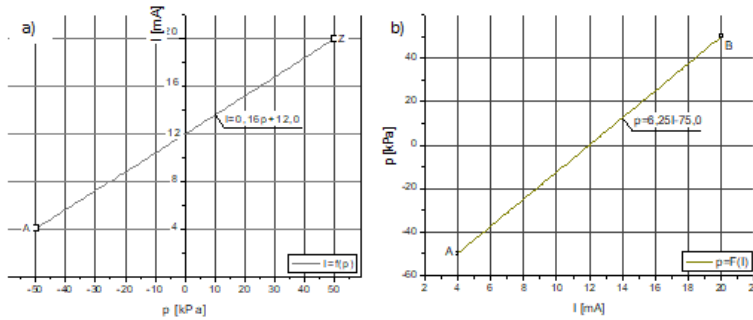 a)
I [mA]
20
16
12
8
4
A
Z
I=0,16p+12,0
I=f(p)
-50 -40 -30 -20 -10 0 10 20 30 40 50
p [kPa]
b)
p [kPa]
40
20
0
-20
-40
-60
A
B
p=6,25I-75,0
p=F(I)
2 4 6 8 10 12 14 16 18 20 22
I [mA]